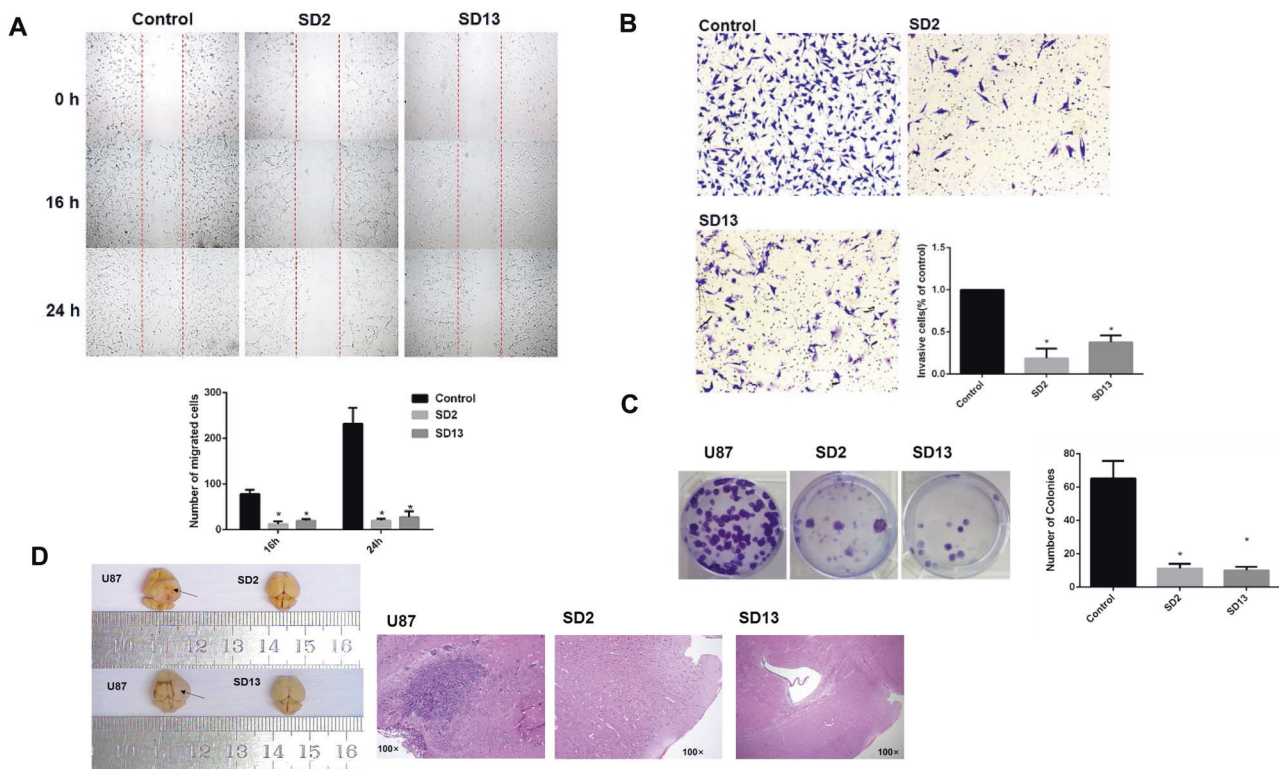 A
Control SD2 SD13
0 h
16 h
24 h
Number of migrated cells
300
200
100
0
16h 24h
Control
SD2
SD13
* * * *
B
Control
SD2
SD13
Invasive cells(% of control)
1.5
1.0
0.5
0.0
* *
Control SD2 SD13
C
U87 SD2 SD13
Number of Colonies
80
60
40
20
0
* *
Control SD2 SD13
D
U87 SD2
10 11 12 13 14 15 16
U87 SD13
10 11 12 13 14 15 16
U87 SD2 SD13
100× 100× 100×